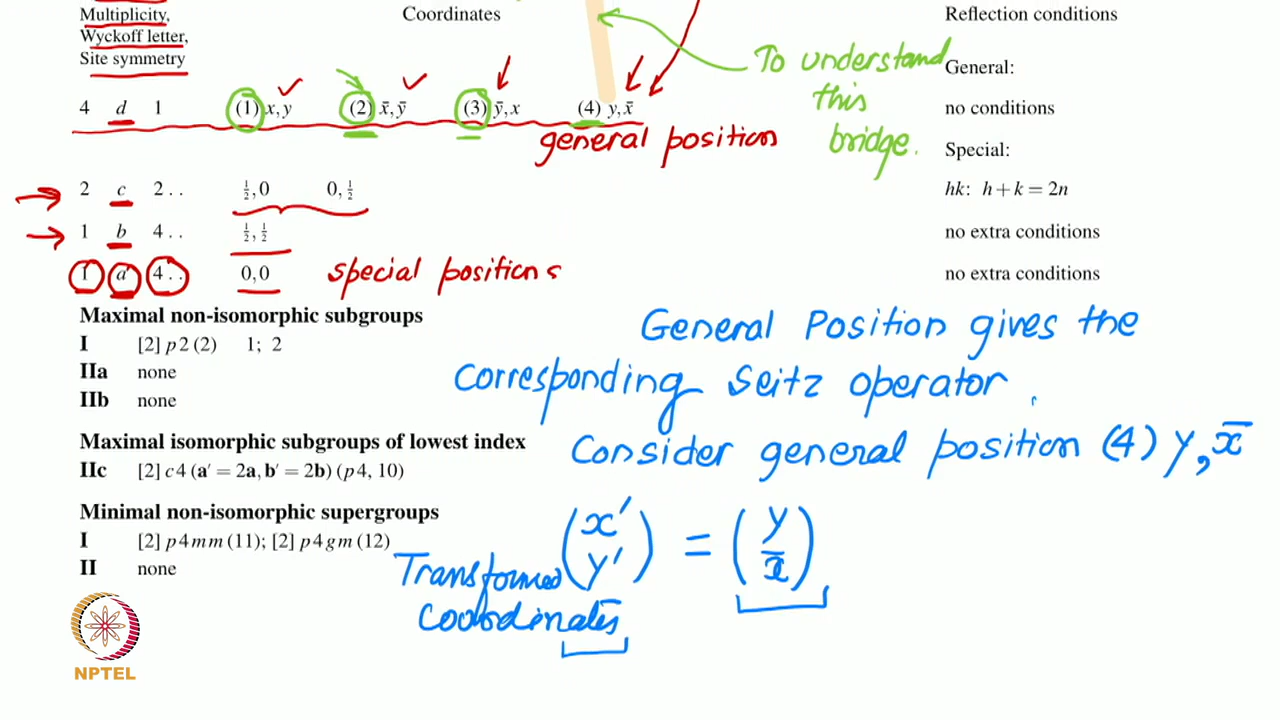 Multiplicity,
Wyckoff letter,
Site symmetry
Coordinates
Reflection conditions
General:
4 d 1 (1) x,y (2) x̄,ȳ (3) ȳ,x (4) y,x̄
no conditions
To understand
this
bridge.
general position
Special:
2 c 2 . . ½,0 0,½
hk: h + k = 2n
1 b 4 . . ½,½
no extra conditions
1 a 4 . . 0,0
special positions
no extra conditions
Maximal non-isomorphic subgroups
I [2] p2(2) 1; 2
IIa none
IIb none
General Position gives the
corresponding Seitz operator.
Maximal isomorphic subgroups of lowest index
IIc [2] c4 (a′ = 2a, b′ = 2b) (p4, 10)
Consider general position (4) y, x̄
Minimal non-isomorphic supergroups
I [2] p4mm(11); [2] p4gm(12)
II none
Transformed
coordinates
(x′ y′) = (y x̄)
NPTEL